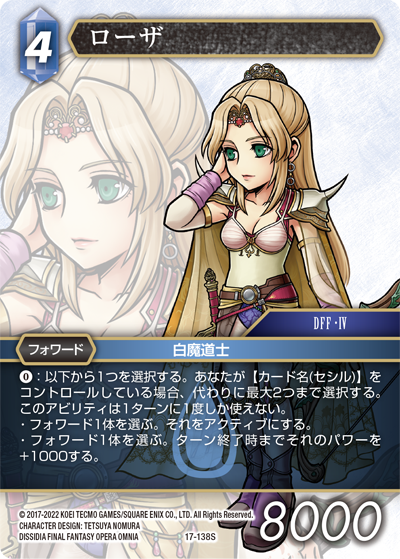 4
ローザ
DFF・IV
フォワード
白魔道士
0：以下から1つを選択する。あなたが【カード名(セシル)】を
コントロールしている場合、代わりに最大2つまで選択する。
このアビリティは1ターンに1度しか使えない。
・フォワード1体を選ぶ。それをアクティブにする。
・フォワード1体を選ぶ。ターン終了時までそれのパワーを
+1000する。
© 2017-2022 KOEI TECMO GAMES/SQUARE ENIX CO., LTD. All Rights Reserved.
CHARACTER DESIGN: TETSUYA NOMURA
DISSIDIA FINAL FANTASY OPERA OMNIA
17-138S
8000